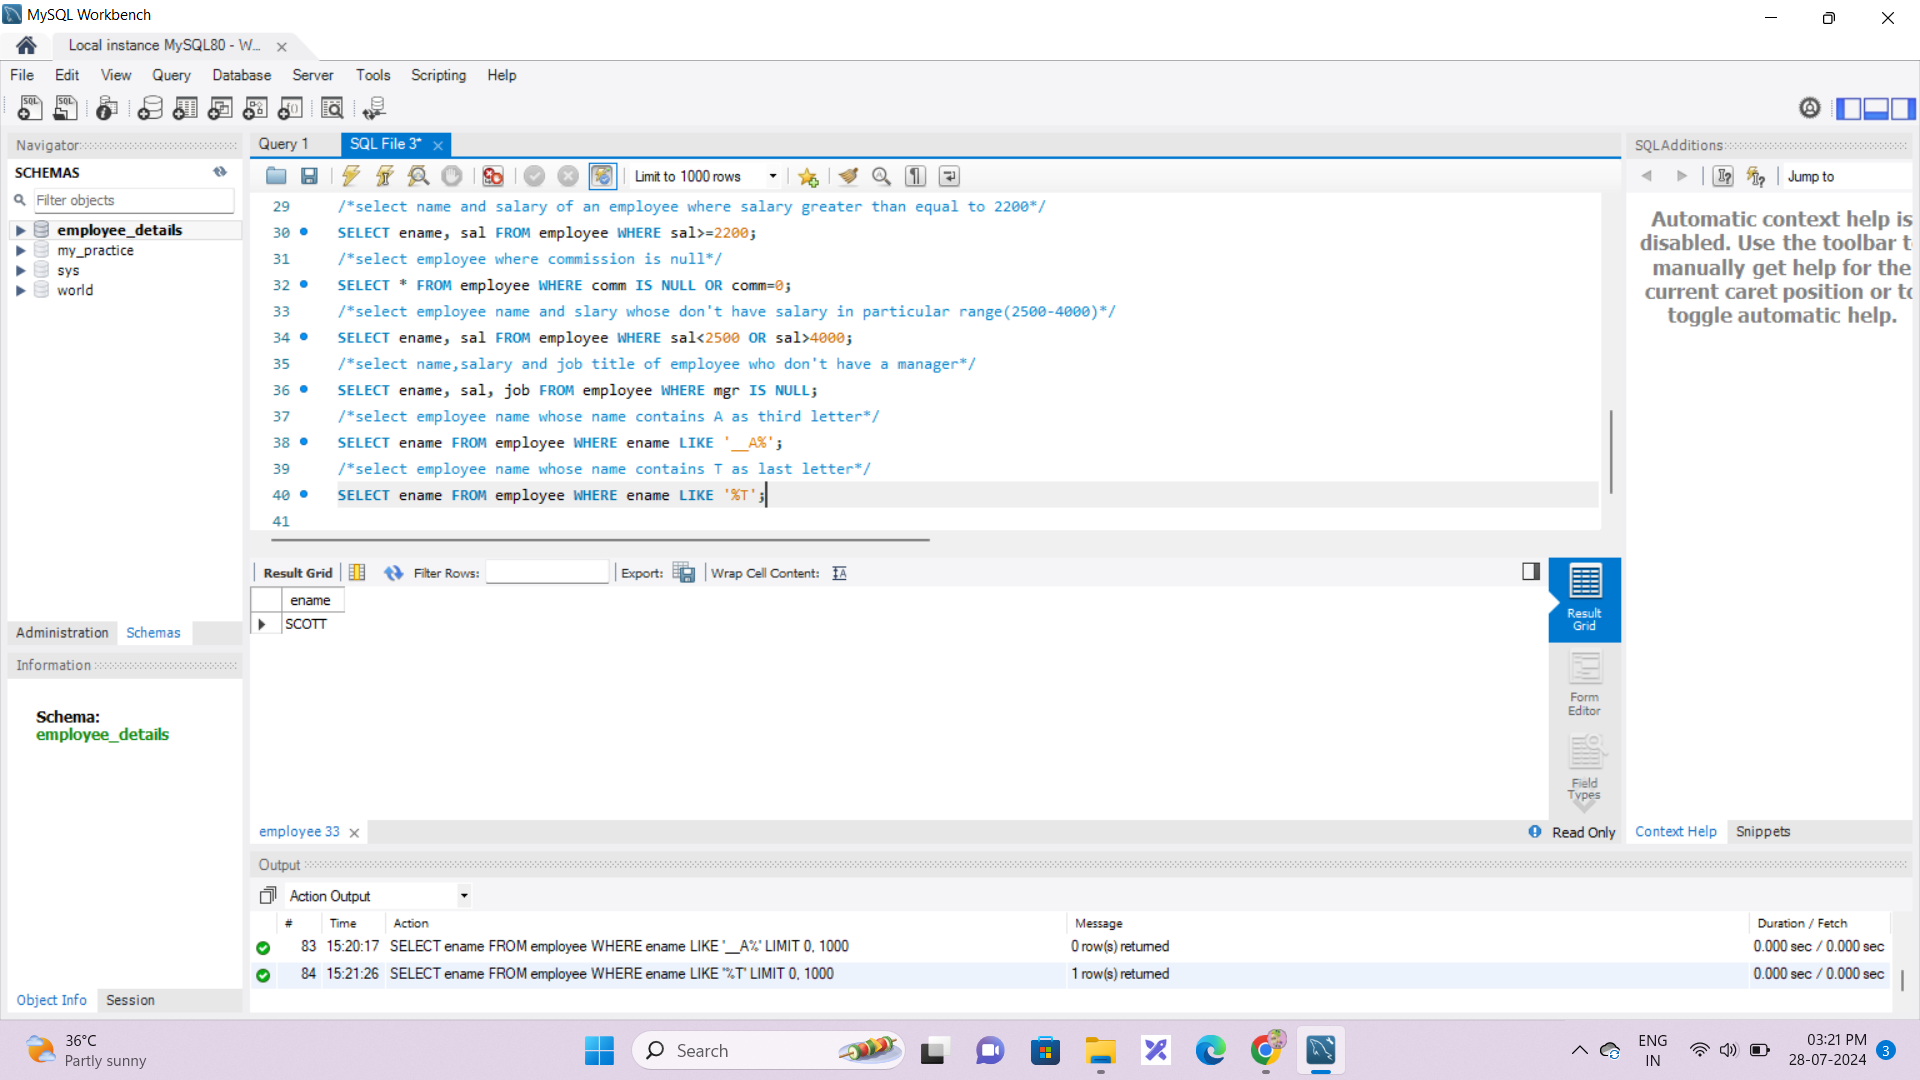 MySQL Workbench
Local instance MySQL80 - W...
File Edit View Query Database Server Tools Scripting Help
Navigator
SCHEMAS
Filter objects
employee_details
my_practice
sys
world
Administration Schemas
Information
Schema:
employee_details
Object Info Session
Query 1 SQL File 3*
Limit to 1000 rows
29 /*select name and salary of an employee where salary greater than equal to 2200*/
30 SELECT ename, sal FROM employee WHERE sal>=2200;
31 /*select employee where commission is null*/
32 SELECT * FROM employee WHERE comm IS NULL OR comm=0;
33 /*select employee name and slary whose don't have salary in particular range(2500-4000)*/
34 SELECT ename, sal FROM employee WHERE sal<2500 OR sal>4000;
35 /*select name,salary and job title of employee who don't have a manager*/
36 SELECT ename, sal, job FROM employee WHERE mgr IS NULL;
37 /*select employee name whose name contains A as third letter*/
38 SELECT ename FROM employee WHERE ename LIKE '__A%';
39 /*select employee name whose name contains T as last letter*/
40 SELECT ename FROM employee WHERE ename LIKE '%T';
41
Result Grid Filter Rows: Export: Wrap Cell Content:
ename
SCOTT
Result
Grid
Form
Editor
Field
Types
employee 33
Read Only
SQLAdditions
Jump to
Automatic context help is
disabled. Use the toolbar t
manually get help for the
current caret position or to
toggle automatic help.
Context Help Snippets
Output
Action Output
# Time Action Message Duration / Fetch
83 15:20:17 SELECT ename FROM employee WHERE ename LIKE '__A%' LIMIT 0, 1000 0 row(s) returned 0.000 sec / 0.000 sec
84 15:21:26 SELECT ename FROM employee WHERE ename LIKE '%T' LIMIT 0, 1000 1 row(s) returned 0.000 sec / 0.000 sec
36°C
Partly sunny
Search
ENG
IN
03:21 PM
28-07-2024
3